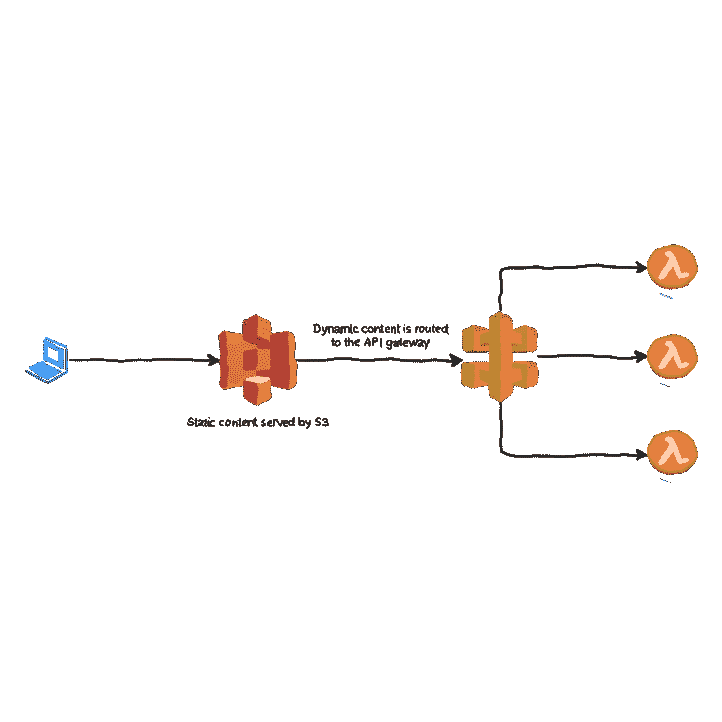 Dynamic content is routed
to the API gateway
Static content served by S3
λ
λ
λ